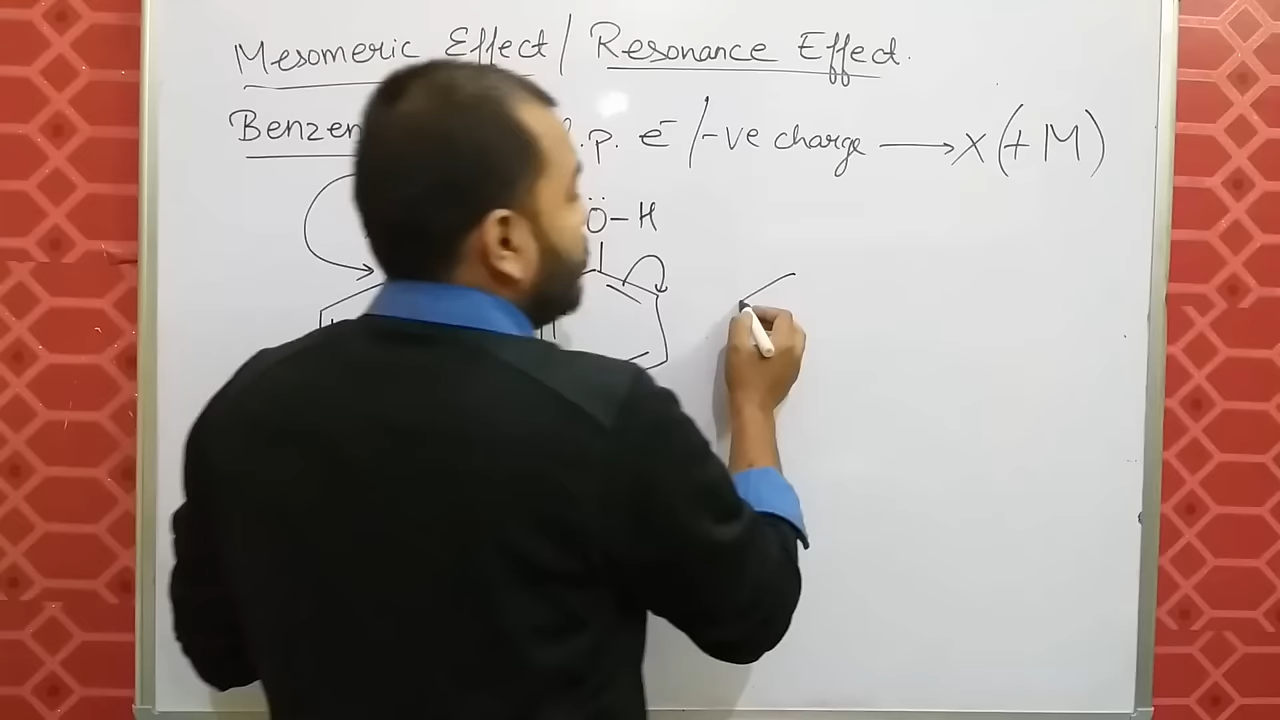 Mesomeric Effect / Resonance Effect.
Benzen .p. e⁻ / -ve charge → X (+ M)
Ö-H